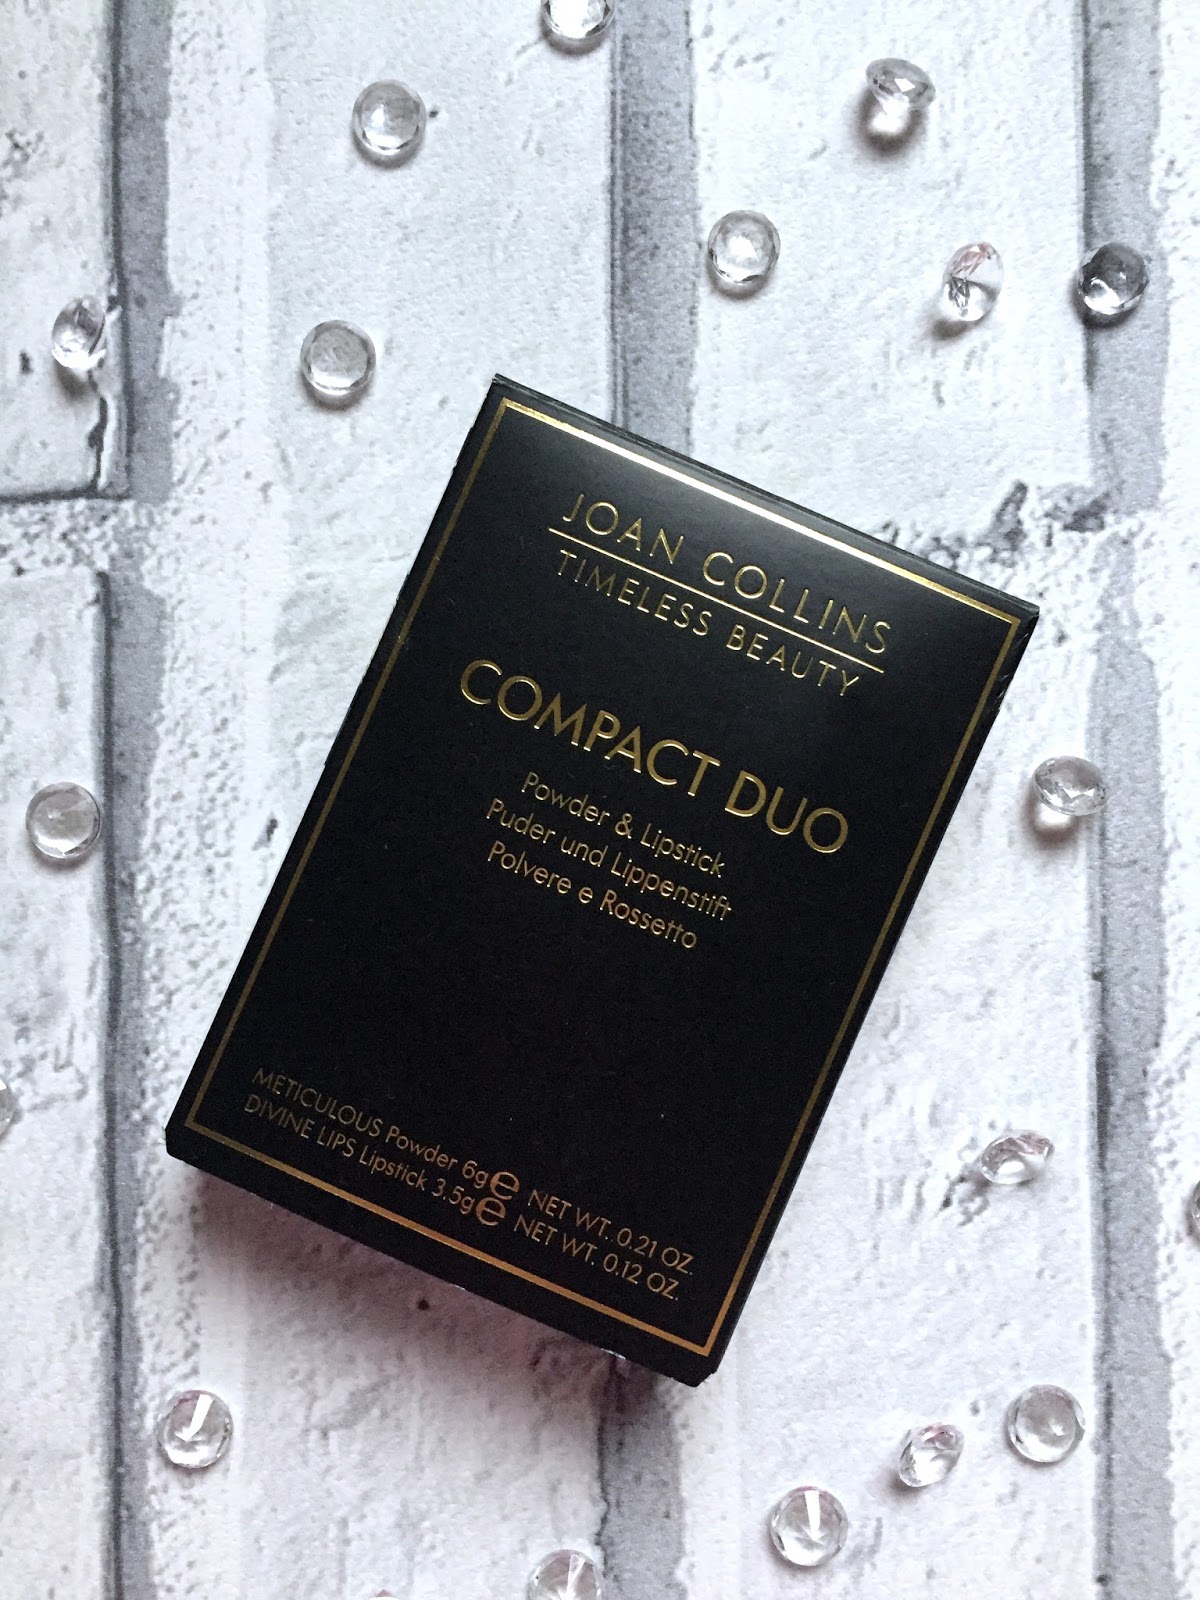 JOAN COLLINS
TIMELESS BEAUTY
COMPACT DUO
Powder & Lipstick
Puder und Lippenstift
Polvere e Rossetto
METICULOUS Powder 6g℮ NET WT. 0.21 OZ.
DIVINE LIPS Lipstick 3.5g℮ NET WT. 0.12 OZ.